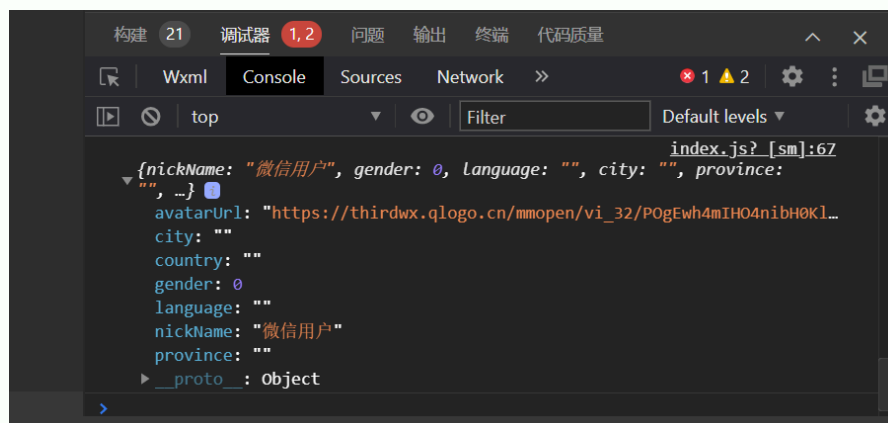 构建 21 调试器 1, 2 问题 输出 终端 代码质量
Wxml Console Sources Network » 1 2
top Filter Default levels ▼
index.js? [sm]:67
{nickName: "微信用户", gender: 0, language: "", city: "", province:
"", …}
avatarUrl: "https://thirdwx.qlogo.cn/mmopen/vi_32/POgEwh4mIHO4nibH0Kl…
city: ""
country: ""
gender: 0
language: ""
nickName: "微信用户"
province: ""
__proto__: Object